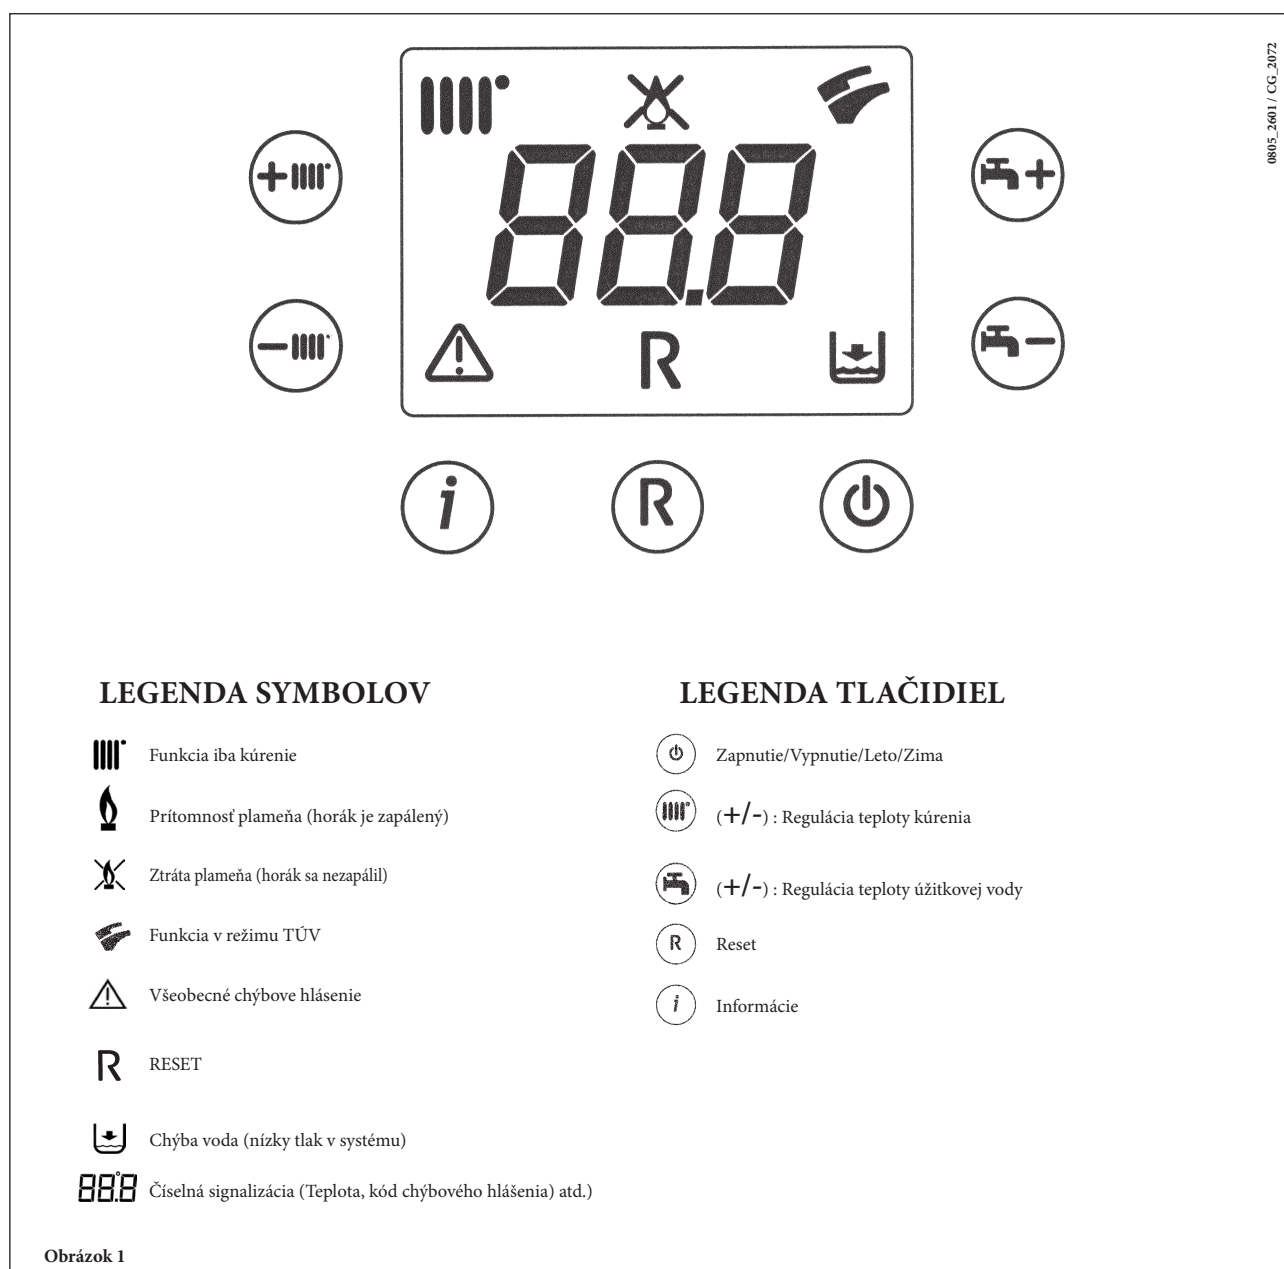 0805_2601 / CG_2072
88.8
R
i
R
LEGENDA SYMBOLOV
Funkcia iba kúrenie
Prítomnosť plameňa (horák je zapálený)
Ztráta plameňa (horák sa nezapálil)
Funkcia v režimu TÚV
Všeobecné chýbove hlásenie
R RESET
Chýba voda (nízky tlak v systému)
88.8° Číselná signalizácia (Teplota, kód chýbového hlásenia) atd.)
LEGENDA TLAČIDIEL
Zapnutie/Vypnutie/Leto/Zima
(+/-) : Regulácia teploty kúrenia
(+/-) : Regulácia teploty úžitkovej vody
R Reset
i Informácie
Obrázok 1